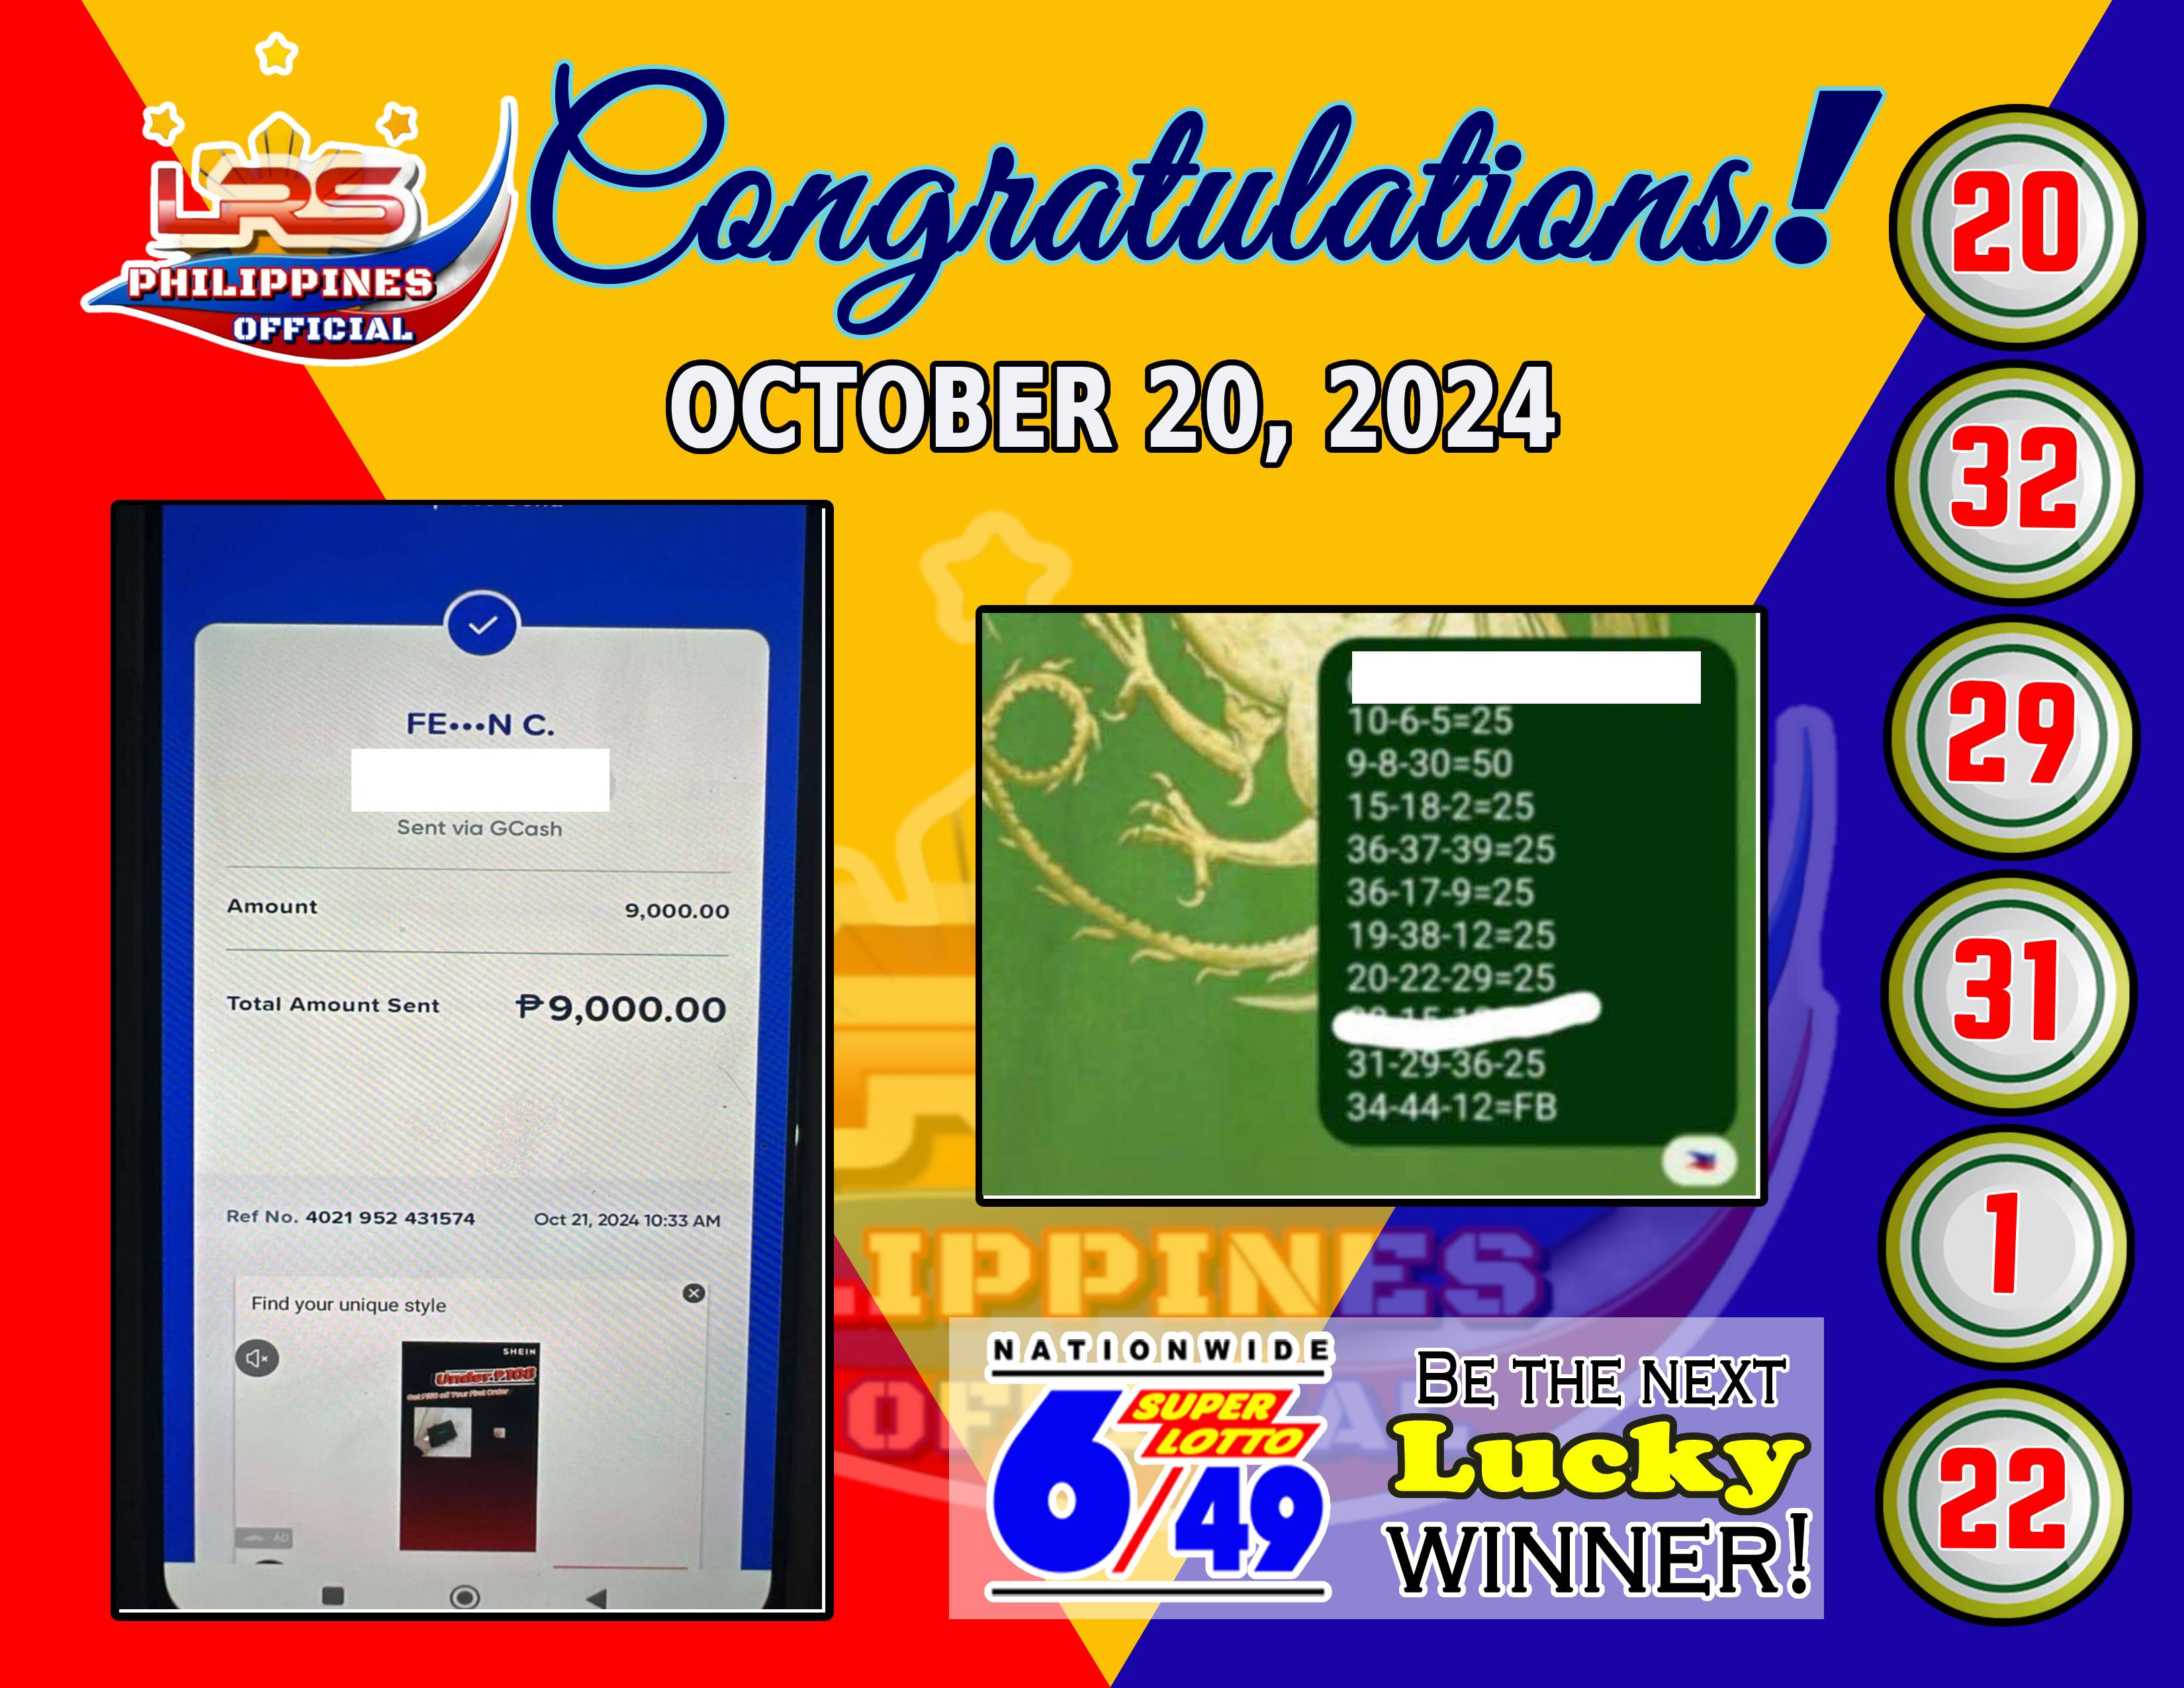 LRS
PHILIPPINES
OFFICIAL
Congratulations!
OCTOBER 20, 2024
20
32
29
31
1
22
FE•••N C.
Sent via GCash
Amount 9,000.00
Total Amount Sent ₱9,000.00
Ref No. 4021 952 431574 Oct 21, 2024 10:33 AM
Find your unique style
SHEIN
Under ₱108
AD
10-6-5=25
9-8-30=50
15-18-2=25
36-37-39=25
36-17-9=25
19-38-12=25
20-22-29=25
31-29-36-25
34-44-12=FB
NATIONWIDE
SUPER
LOTTO
6/49
BE THE NEXT
Lucky
WINNER!